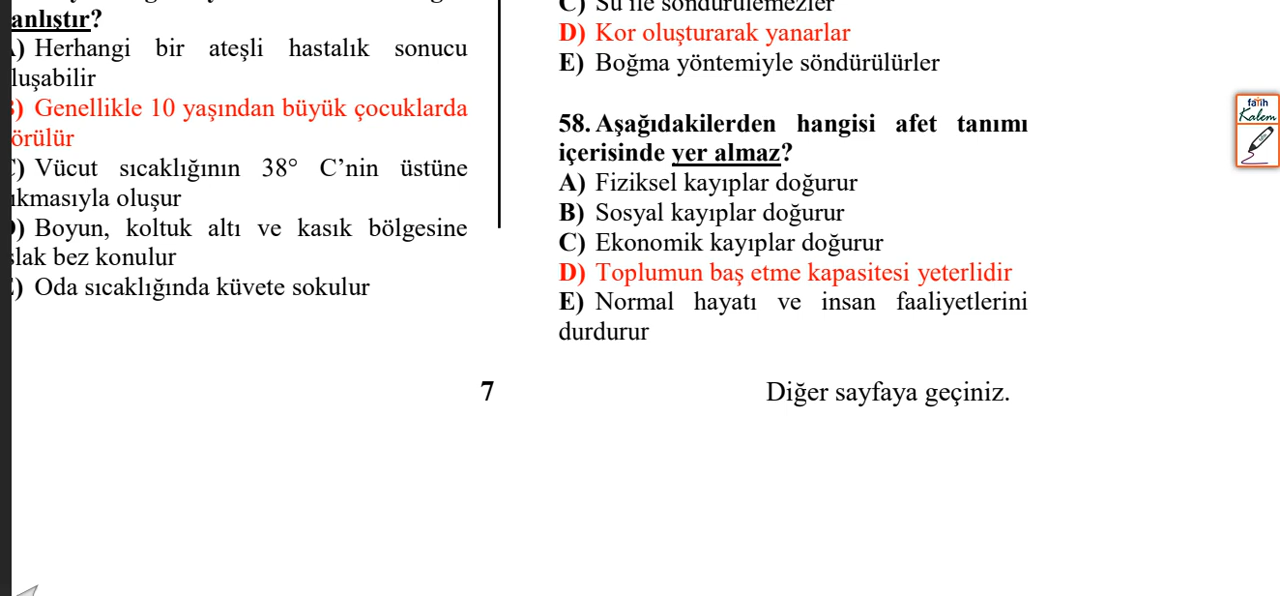 anlıştır?
) Herhangi bir ateşli hastalık sonucu
luşabilir
) Genellikle 10 yaşından büyük çocuklarda
örülür
) Vücut sıcaklığının 38° C’nin üstüne
ıkmasıyla oluşur
) Boyun, koltuk altı ve kasık bölgesine
slak bez konulur
) Oda sıcaklığında küvete sokulur
C) Su ile söndürülemezler
D) Kor oluşturarak yanarlar
E) Boğma yöntemiyle söndürülürler
58. Aşağıdakilerden hangisi afet tanımı
içerisinde yer almaz?
A) Fiziksel kayıplar doğurur
B) Sosyal kayıplar doğurur
C) Ekonomik kayıplar doğurur
D) Toplumun baş etme kapasitesi yeterlidir
E) Normal hayatı ve insan faaliyetlerini
durdurur
7
Diğer sayfaya geçiniz.
fatih
Kalem